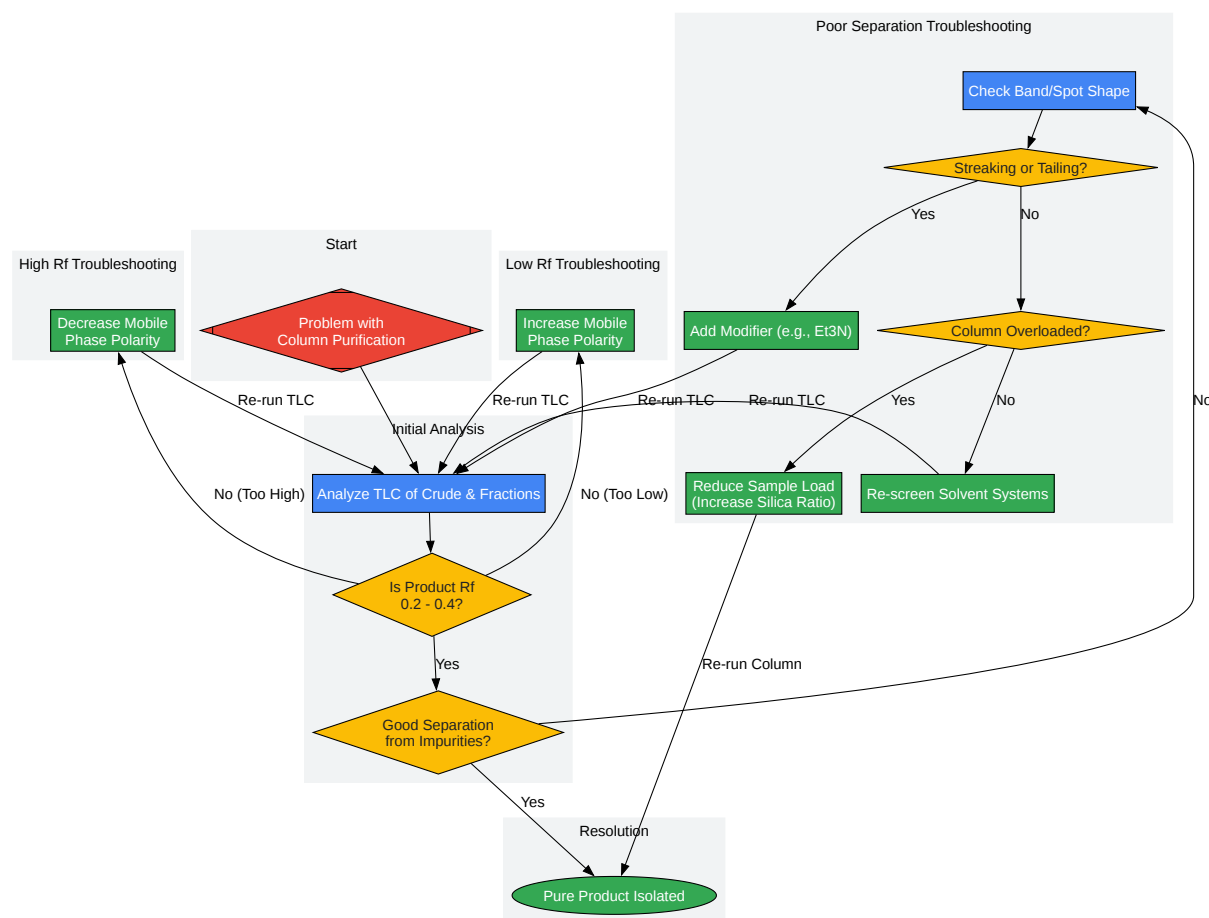 Poor Separation Troubleshooting
Check Band/Spot Shape
Streaking or Tailing?
Yes
No
Start
High Rf Troubleshooting
Low Rf Troubleshooting
Decrease Mobile
Phase Polarity
Problem with
Column Purification
Increase Mobile
Phase Polarity
Add Modifier (e.g., Et3N)
Column Overloaded?
Re-run TLC
Re-run TLC
Re-run TLC
Re-run TLC
Yes
No
No
Initial Analysis
Analyze TLC of Crude & Fractions
No (Too High)
No (Too Low)
Reduce Sample Load
(Increase Silica Ratio)
Re-screen Solvent Systems
Is Product Rf
0.2 - 0.4?
Yes
Re-run Column
Good Separation
from Impurities?
Yes
Resolution
Pure Product Isolated